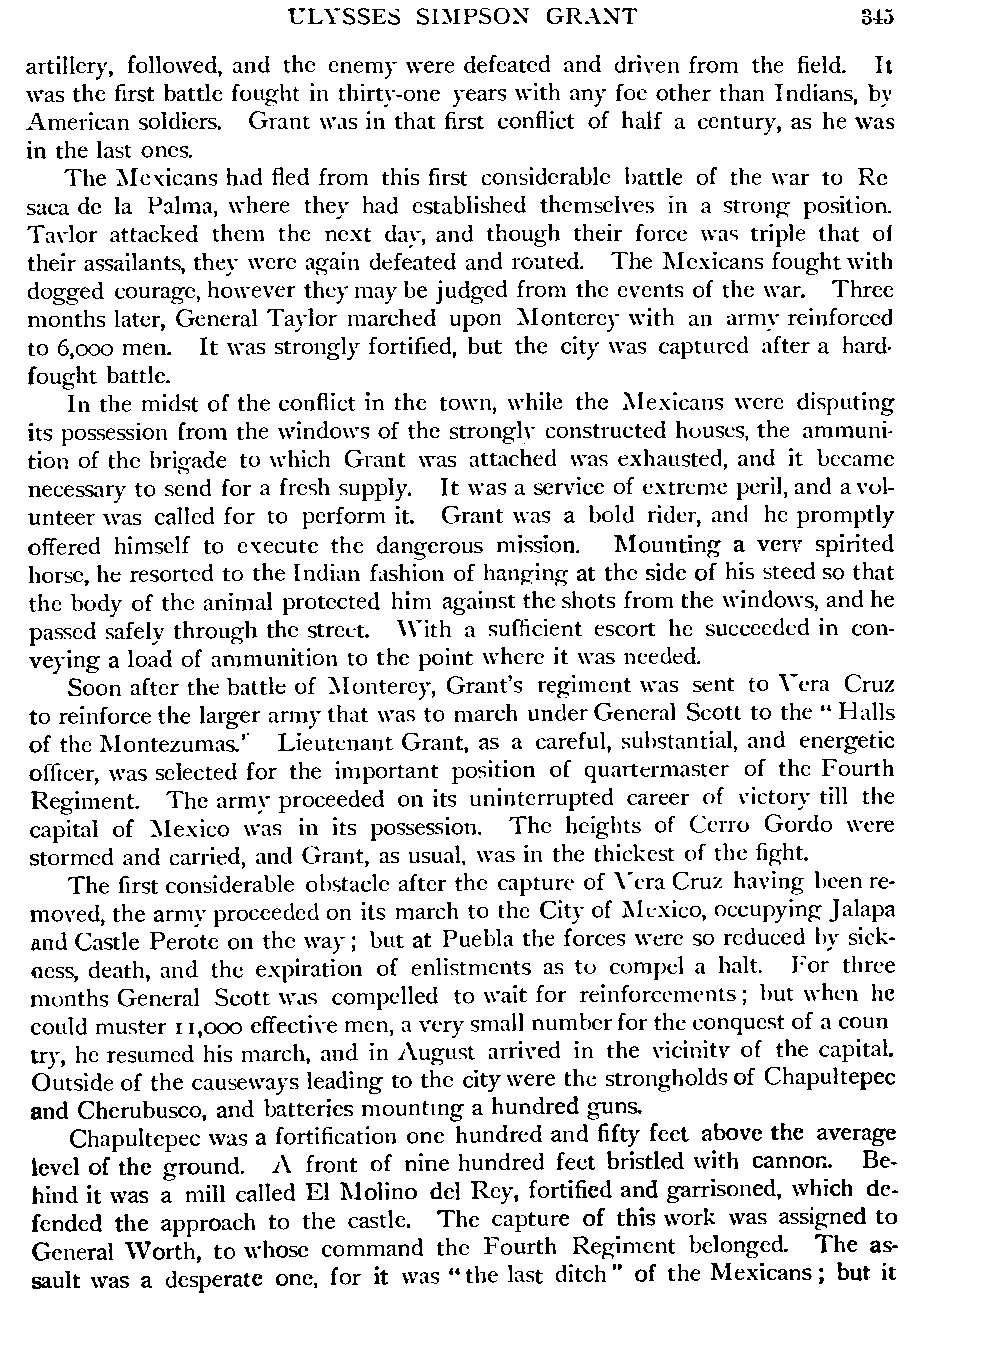 ULYSSES SIMPSON GRANT 345
artillery, followed, and the enemy were defeated and driven from the field. It
was the first battle fought in thirty-one years with any foe other than Indians, by
American soldiers. Grant was in that first conflict of half a century, as he was
in the last ones.
The Mexicans had fled from this first considerable battle of the war to Re
saca de la Palma, where they had established themselves in a strong position.
Taylor attacked them the next day, and though their force was triple that of
their assailants, they were again defeated and routed. The Mexicans fought with
dogged courage, however they may be judged from the events of the war. Three
months later, General Taylor marched upon Monterey with an army reinforced
to 6,000 men. It was strongly fortified, but the city was captured after a hard-
fought battle.
In the midst of the conflict in the town, while the Mexicans were disputing
its possession from the windows of the strongly constructed houses, the ammuni-
tion of the brigade to which Grant was attached was exhausted, and it became
necessary to send for a fresh supply. It was a service of extreme peril, and a vol-
unteer was called for to perform it. Grant was a bold rider, and he promptly
offered himself to execute the dangerous mission. Mounting a very spirited
horse, he resorted to the Indian fashion of hanging at the side of his steed so that
the body of the animal protected him against the shots from the windows, and he
passed safely through the street. With a sufficient escort he succeeded in con-
veying a load of ammunition to the point where it was needed.
Soon after the battle of Monterey, Grant's regiment was sent to Vera Cruz
to reinforce the larger army that was to march under General Scott to the "Halls
of the Montezumas." Lieutenant Grant, as a careful, substantial, and energetic
officer, was selected for the important position of quartermaster of the Fourth
Regiment. The army proceeded on its uninterrupted career of victory till the
capital of Mexico was in its possession. The heights of Cerro Gordo were
stormed and carried, and Grant, as usual, was in the thickest of the fight.
The first considerable obstacle after the capture of Vera Cruz having been re-
moved, the army proceeded on its march to the City of Mexico, occupying Jalapa
and Castle Perote on the way; but at Puebla the forces were so reduced by sick-
ness, death, and the expiration of enlistments as to compel a halt. For three
months General Scott was compelled to wait for reinforcements; but when he
could muster 11,000 effective men, a very small number for the conquest of a coun
try, he resumed his march, and in August arrived in the vicinity of the capital.
Outside of the causeways leading to the city were the strongholds of Chapultepec
and Cherubusco, and batteries mounting a hundred guns.
Chapultepec was a fortification one hundred and fifty feet above the average
level of the ground. A front of nine hundred feet bristled with cannon. Be-
hind it was a mill called El Molino del Rey, fortified and garrisoned, which de-
fended the approach to the castle. The capture of this work was assigned to
General Worth, to whose command the Fourth Regiment belonged. The as-
sault was a desperate one, for it was "the last ditch" of the Mexicans; but it